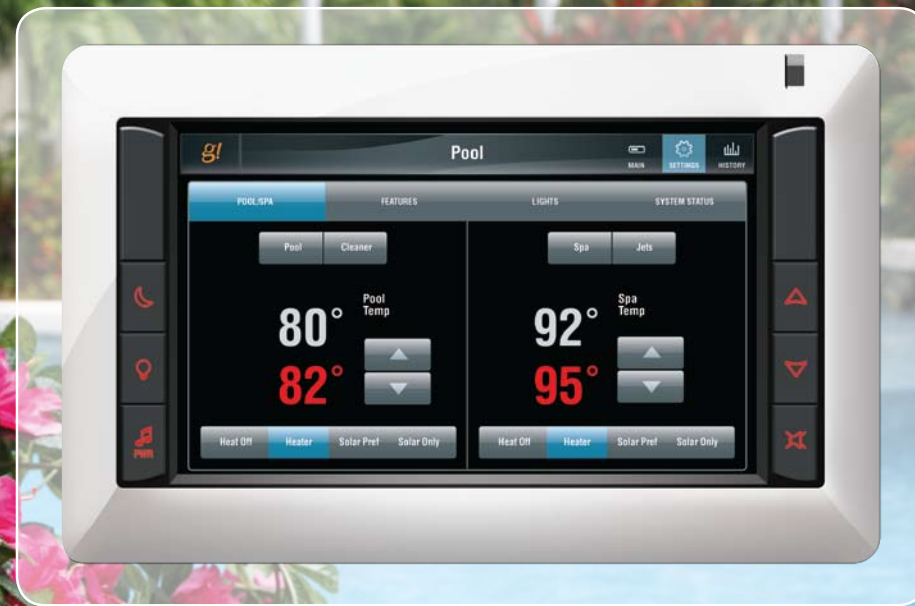 g!
Pool
MAIN
SETTINGS
HISTORY
POOL/SPA
FEATURES
LIGHTS
SYSTEM STATUS
Pool Cleaner
80°
Pool
Temp
82°
Heat Off Heater Solar Pref Solar Only
Spa Jets
92°
Spa
Temp
95°
Heat Off Heater Solar Pref Solar Only
PWR